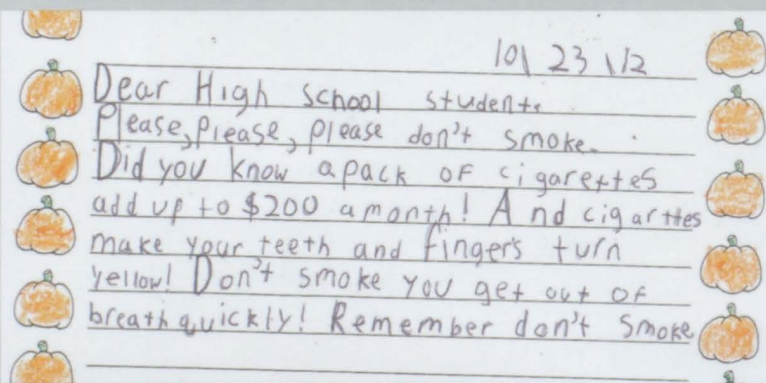 10\ 23 \12
Dear High school student.
Please, please, please don't smoke.
Did you know a pack of cigarettes
add up to $200 a month! And cigarttes
make your teeth and fingers turn
yellow! Don't smoke you get out of
breath quickly! Remember don't smoke